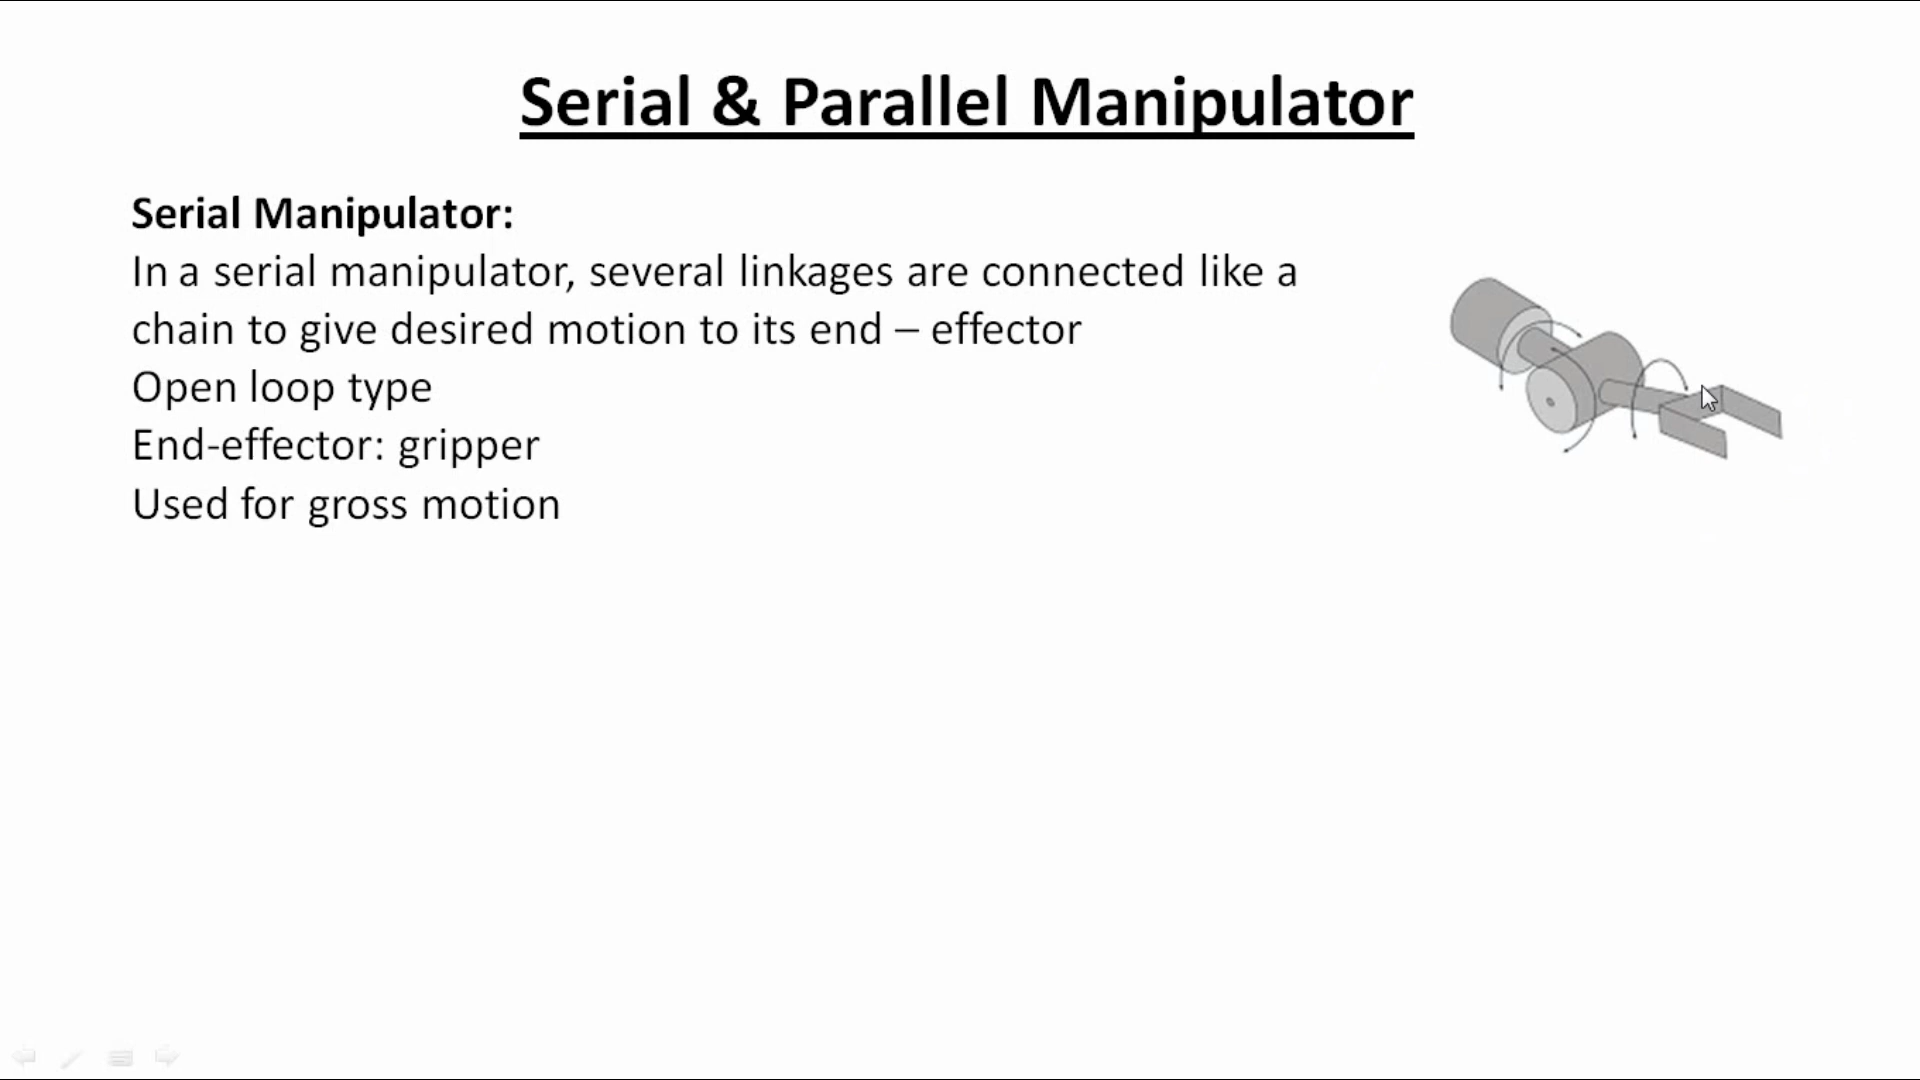 Serial & Parallel Manipulator
Serial Manipulator:
In a serial manipulator, several linkages are connected like a
chain to give desired motion to its end – effector
Open loop type
End-effector: gripper
Used for gross motion